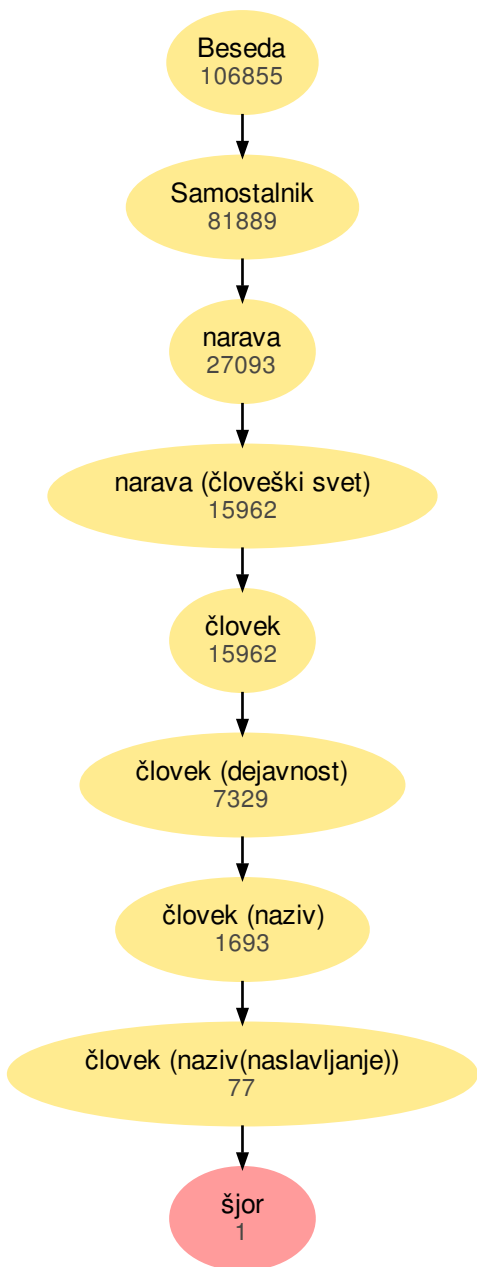 Beseda
106855
Samostalnik
81889
narava
27093
narava (človeški svet)
15962
človek
15962
človek (dejavnost)
7329
človek (naziv)
1693
človek (naziv(naslavljanje))
77
šjor
1